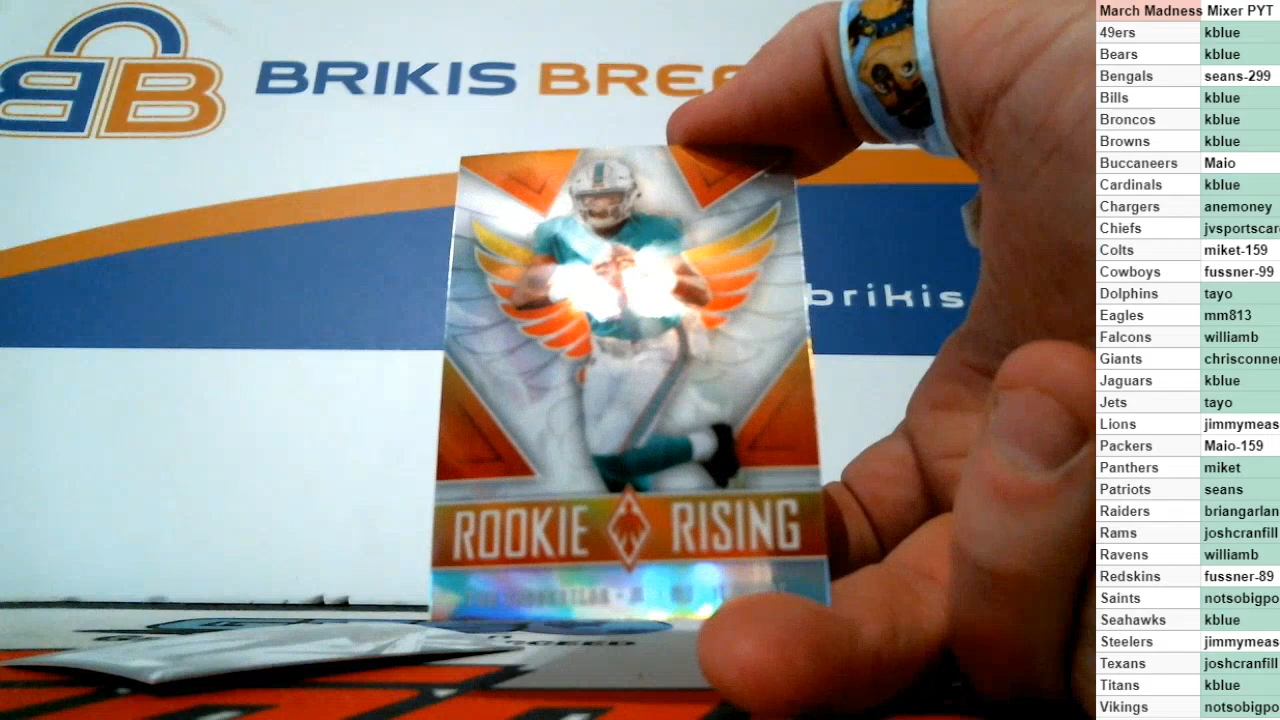 BRIKIS BREA
brikis
ROOKIE RISING
March Madness Mixer PYT
49ers kblue
Bears kblue
Bengals seans-299
Bills kblue
Broncos kblue
Browns kblue
Buccaneers Maio
Cardinals kblue
Chargers anemoney
Chiefs jvsportscar
Colts miket-159
Cowboys fussner-99
Dolphins tayo
Eagles mm813
Falcons williamb
Giants chrisconne
Jaguars kblue
Jets tayo
Lions jimmymeas
Packers Maio-159
Panthers miket
Patriots seans
Raiders briangarlan
Rams joshcranfill
Ravens williamb
Redskins fussner-89
Saints notsobigpo
Seahawks kblue
Steelers jimmymeas
Texans joshcranfill
Titans kblue
Vikings notsobigpo